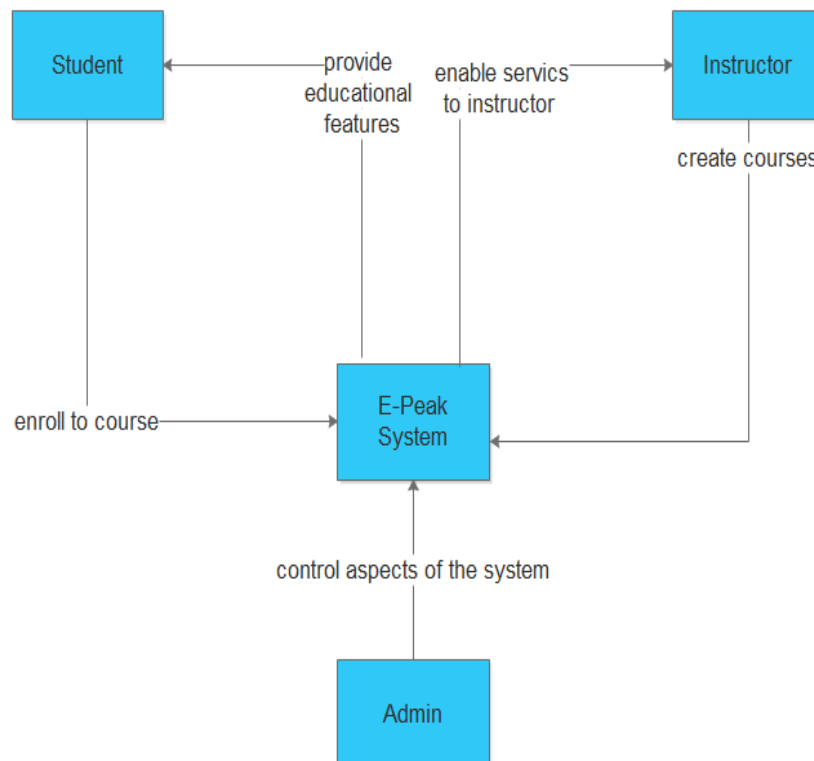 Student
provide
educational
features
enable servics
to instructor
Instructor
create courses
enroll to course
E-Peak
System
control aspects of the system
Admin